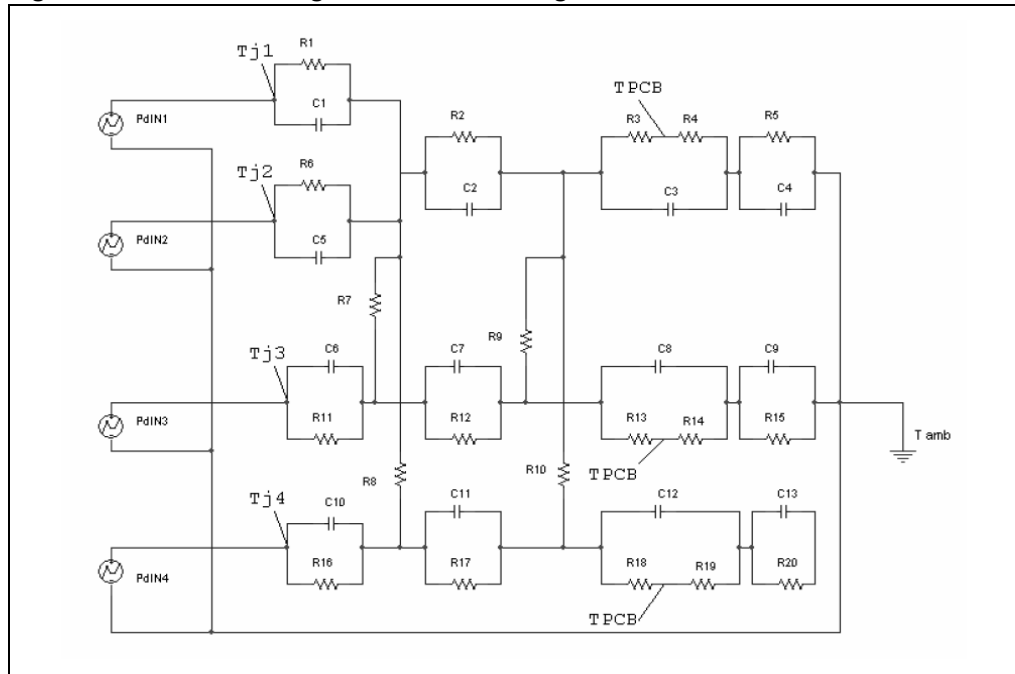 Tj1
R1
C1
PdIN1
TPCB
R2
R3
R4
R5
C2
C3
C4
Tj2
R6
C5
PdIN2
R7
R9
Tj3
C6
C7
C8
C9
R11
R12
R13
R14
R15
PdIN3
T amb
TPCB
R8
R10
Tj4
C10
C11
C12
C13
R16
R17
R18
R19
R20
PdIN4
TPCB